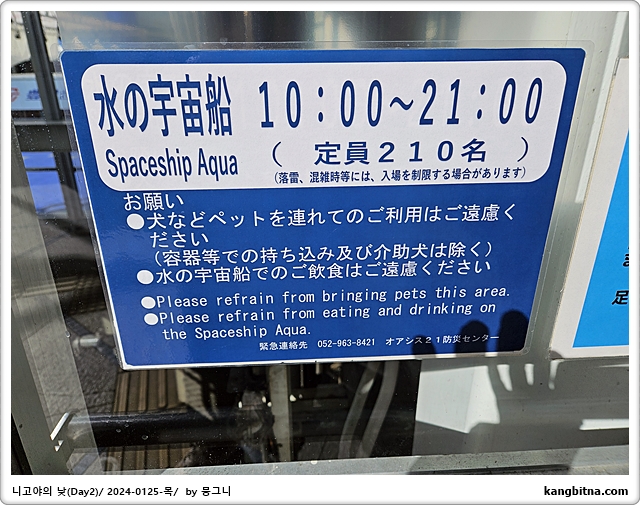 水の宇宙船 10:00～21:00
Spaceship Aqua
（ 定員210名 ）
(落雷、混雑時等には、入場を制限する場合があります)
お願い
●犬などペットを連れてのご利用はご遠慮く
ださい
（容器等での持ち込み及び介助犬は除く）
●水の宇宙船でのご飲食はご遠慮ください
●Please refrain from bringing pets this area.
●Please refrain from eating and drinking on
the Spaceship Aqua.
緊急連絡先 052-963-8421 オアシス21防災センター
足
니고야의 낮(Day2)/ 2024-0125-목/ by 뭉그니
kangbitna.com